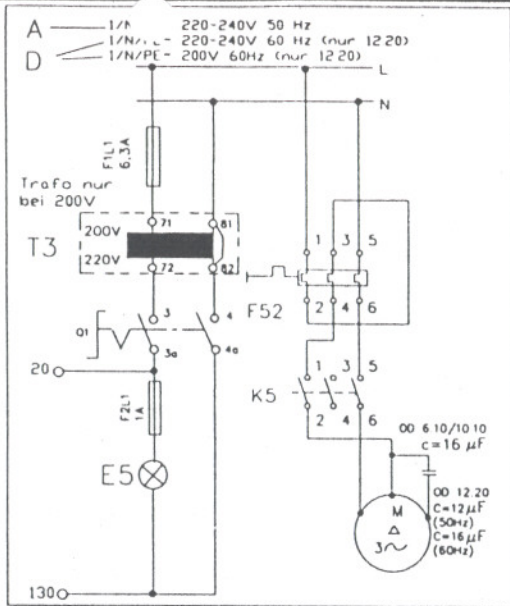 A 1/N 220-240V 50 Hz
1/N/PE- 220-240V 60 Hz (nur 12.20)
D 1/N/PE- 200V 60Hz (nur 12.20)
L
N
F1L1
6,3A
Trafo nur
bei 200V
T3
200V
220V
71
81
72
82
1 3 5
F52
2 4 6
Q1
3 4
3a 4a
20
F2L1
1A
E5
K5
1 3 5
2 4 6
OD 6.10/10.10
c=16 µF
OD 12.20
C=12µF
(50Hz)
C=16µF
(60Hz)
M
Δ
3~
130